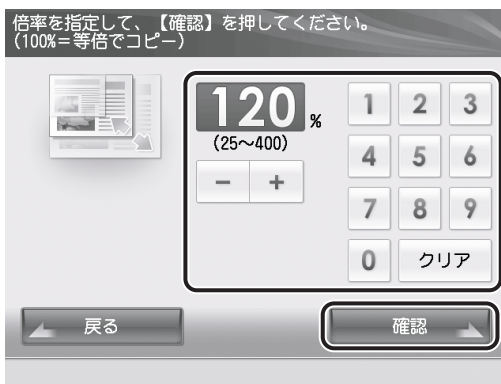 倍率を指定して、【確認】を押してください。
(100%=等倍でコピー)
120 %
(25～400)
－ ＋
1 2 3
4 5 6
7 8 9
0 クリア
戻る 確認